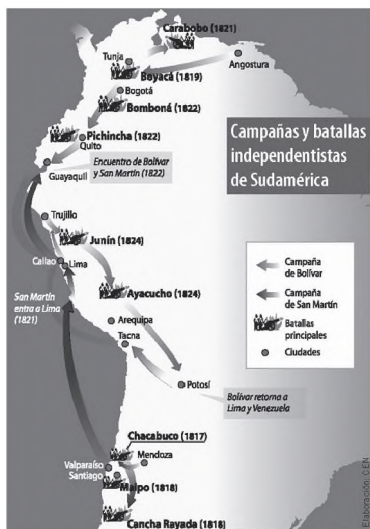 Carabobo (1821)
Tunja
Angostura
Boyacá (1819)
Bogotá
Bomboná (1822)
Pichincha (1822)
Quito
Encuentro de Bolívar
y San Martín (1822)
Guayaquil
Campañas y batallas
independentistas
de Sudamérica
Trujillo
Junín (1824)
Callao
Lima
San Martín
entra a Lima
(1821)
Ayacucho (1824)
Arequipa
Tacna
Potosí
Campaña
de Bolívar
Campaña
de San Martín
Batallas
principales
Ciudades
Bolívar retorna a
Lima y Venezuela
Chacabuco (1817)
Mendoza
Valparaíso
Santiago
Maipo (1818)
Cancha Rayada (1818)
Elaboración: CEN